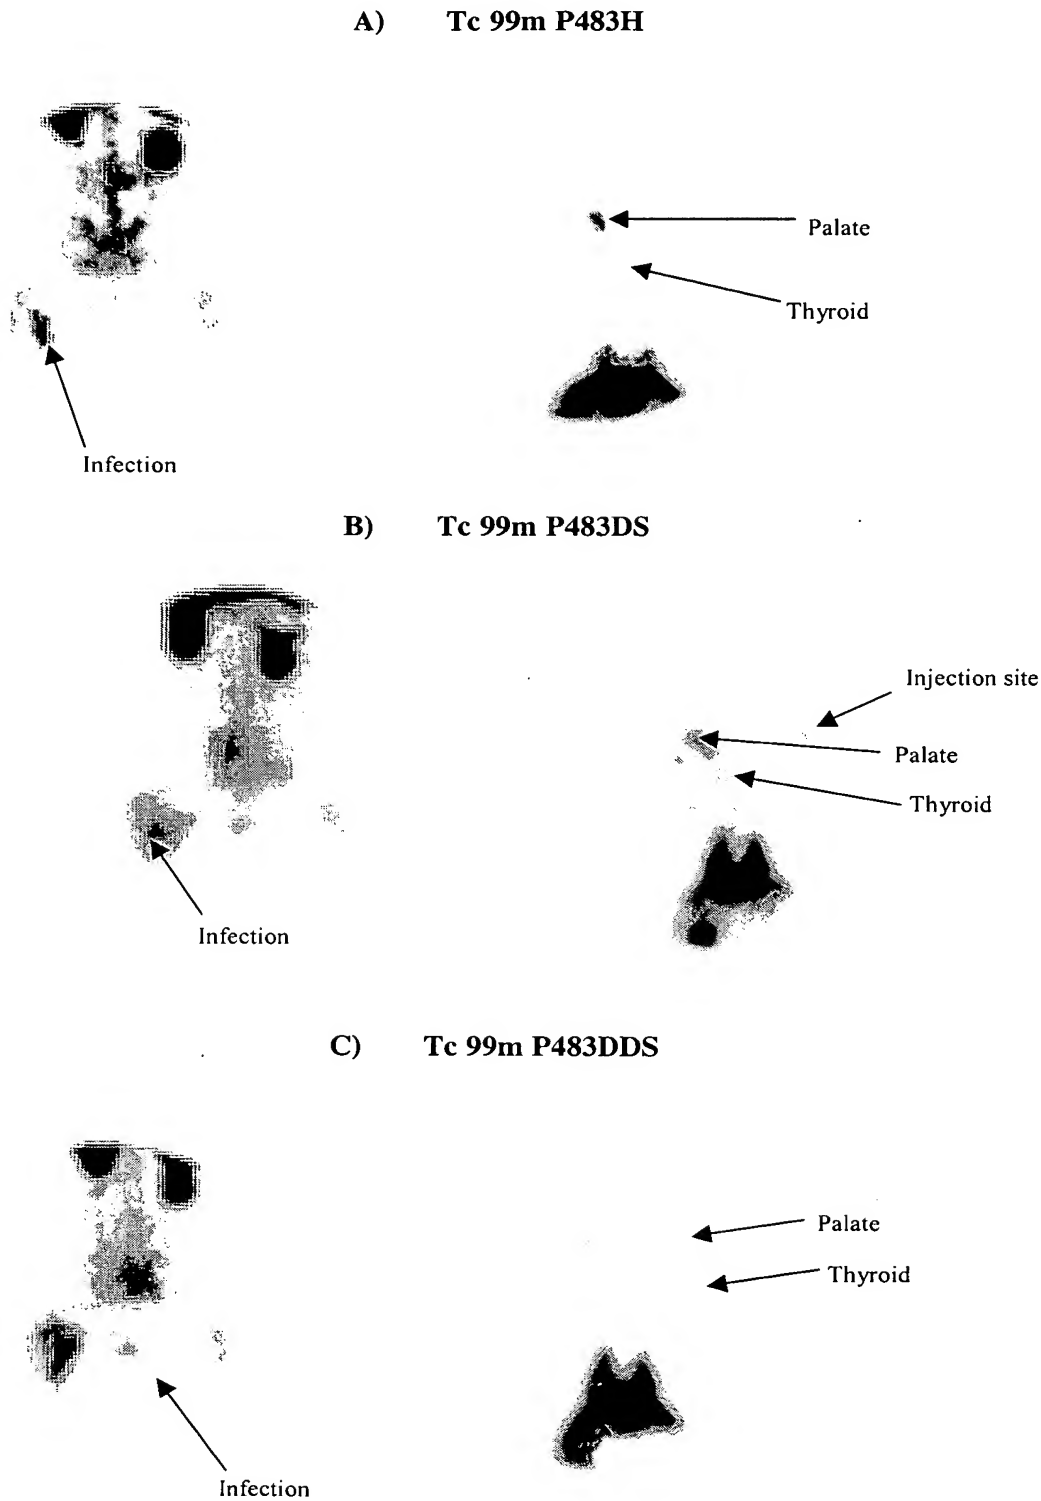 A) Tc 99m P483H
Palate
Thyroid
Infection
B) Tc 99m P483DS
Injection site
Palate
Thyroid
Infection
C) Tc 99m P483DDS
Palate
Thyroid
Infection